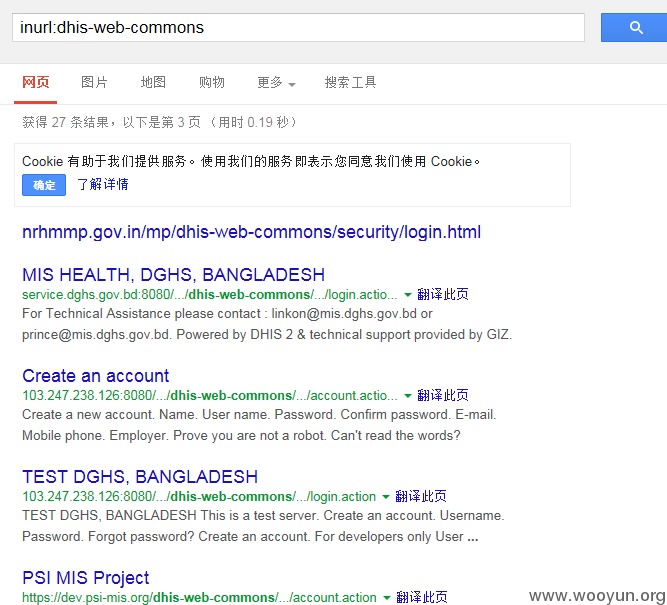 inurl:dhis-web-commons
网页 图片 地图 购物 更多 搜索工具
获得 27 条结果，以下是第 3 页 （用时 0.19 秒）
Cookie 有助于我们提供服务。使用我们的服务即表示您同意我们使用 Cookie。
确定 了解详情
nrhmmp.gov.in/mp/dhis-web-commons/security/login.html
MIS HEALTH, DGHS, BANGLADESH
service.dghs.gov.bd:8080/.../dhis-web-commons/.../login.actio... 翻译此页
For Technical Assistance please contact : linkon@mis.dghs.gov.bd or
prince@mis.dghs.gov.bd. Powered by DHIS 2 & technical support provided by GIZ.
Create an account
103.247.238.126:8080/.../dhis-web-commons/.../account.actio... 翻译此页
Create a new account. Name. User name. Password. Confirm password. E-mail.
Mobile phone. Employer. Prove you are not a robot. Can't read the words?
TEST DGHS, BANGLADESH
103.247.238.126:8080/.../dhis-web-commons/.../login.action 翻译此页
TEST DGHS, BANGLADESH This is a test server. Create an account. Username.
Password. Forgot password? Create an account. For developers only User ...
PSI MIS Project
https://dev.psi-mis.org/dhis-web-commons/.../account.action 翻译此页
www.wooyun.org